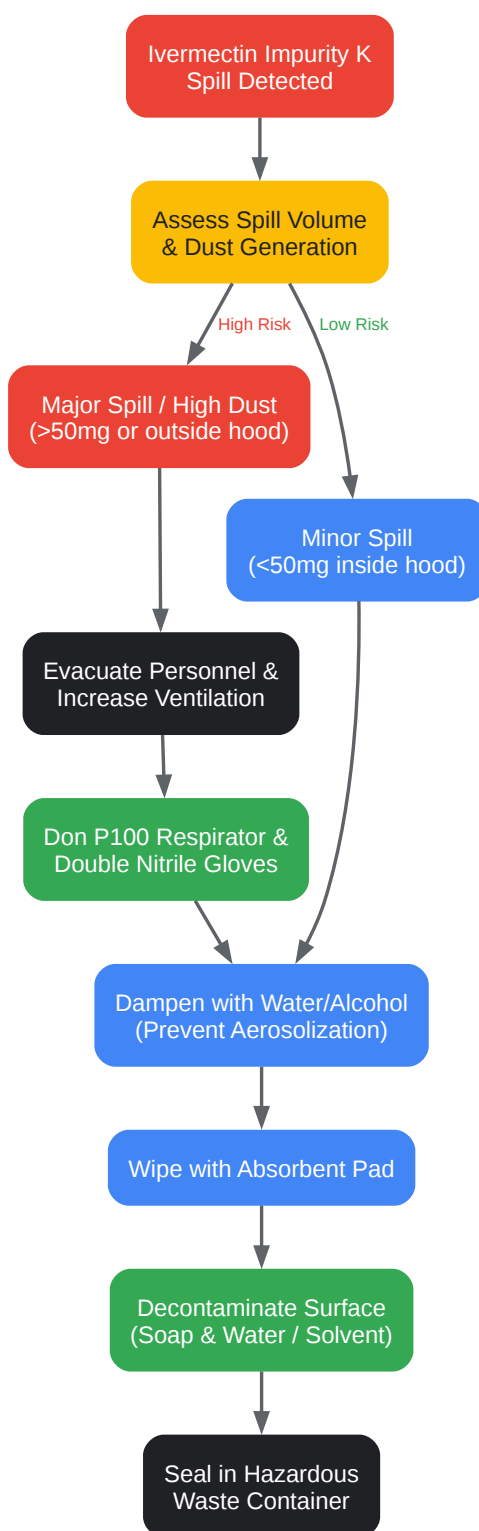 Ivermectin Impurity K
Spill Detected
Assess Spill Volume
& Dust Generation
High Risk
Low Risk
Major Spill / High Dust
(>50mg or outside hood)
Minor Spill
(<50mg inside hood)
Evacuate Personnel &
Increase Ventilation
Don P100 Respirator &
Double Nitrile Gloves
Dampen with Water/Alcohol
(Prevent Aerosolization)
Wipe with Absorbent Pad
Decontaminate Surface
(Soap & Water / Solvent)
Seal in Hazardous
Waste Container